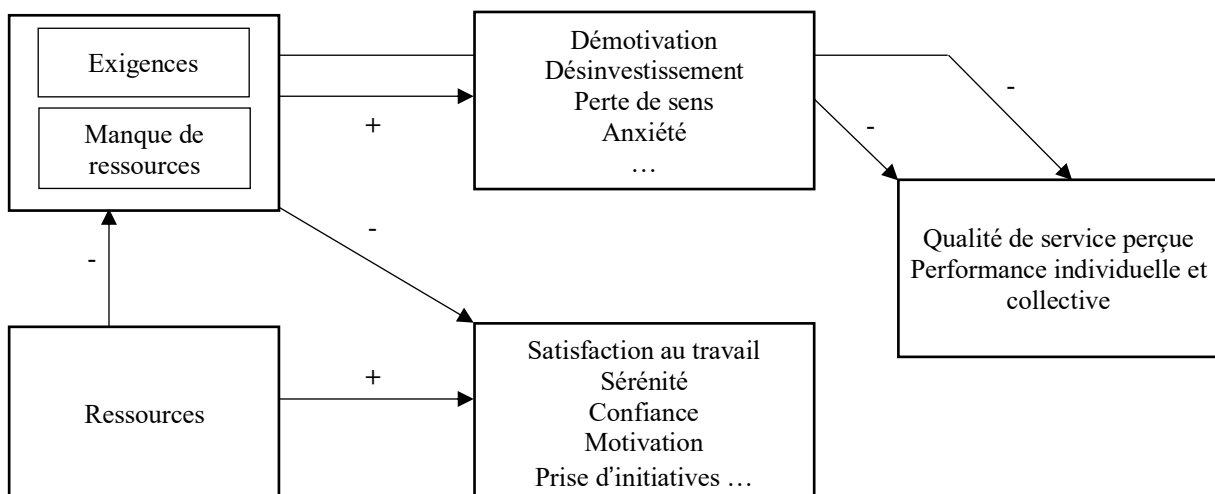 Exigences
Manque de
ressources
+
Démotivation
Désinvestissement
Perte de sens
Anxiété
…
-
-
Qualité de service perçue
Performance individuelle et
collective
-
-
Ressources
+
Satisfaction au travail
Sérénité
Confiance
Motivation
Prise d'initiatives …